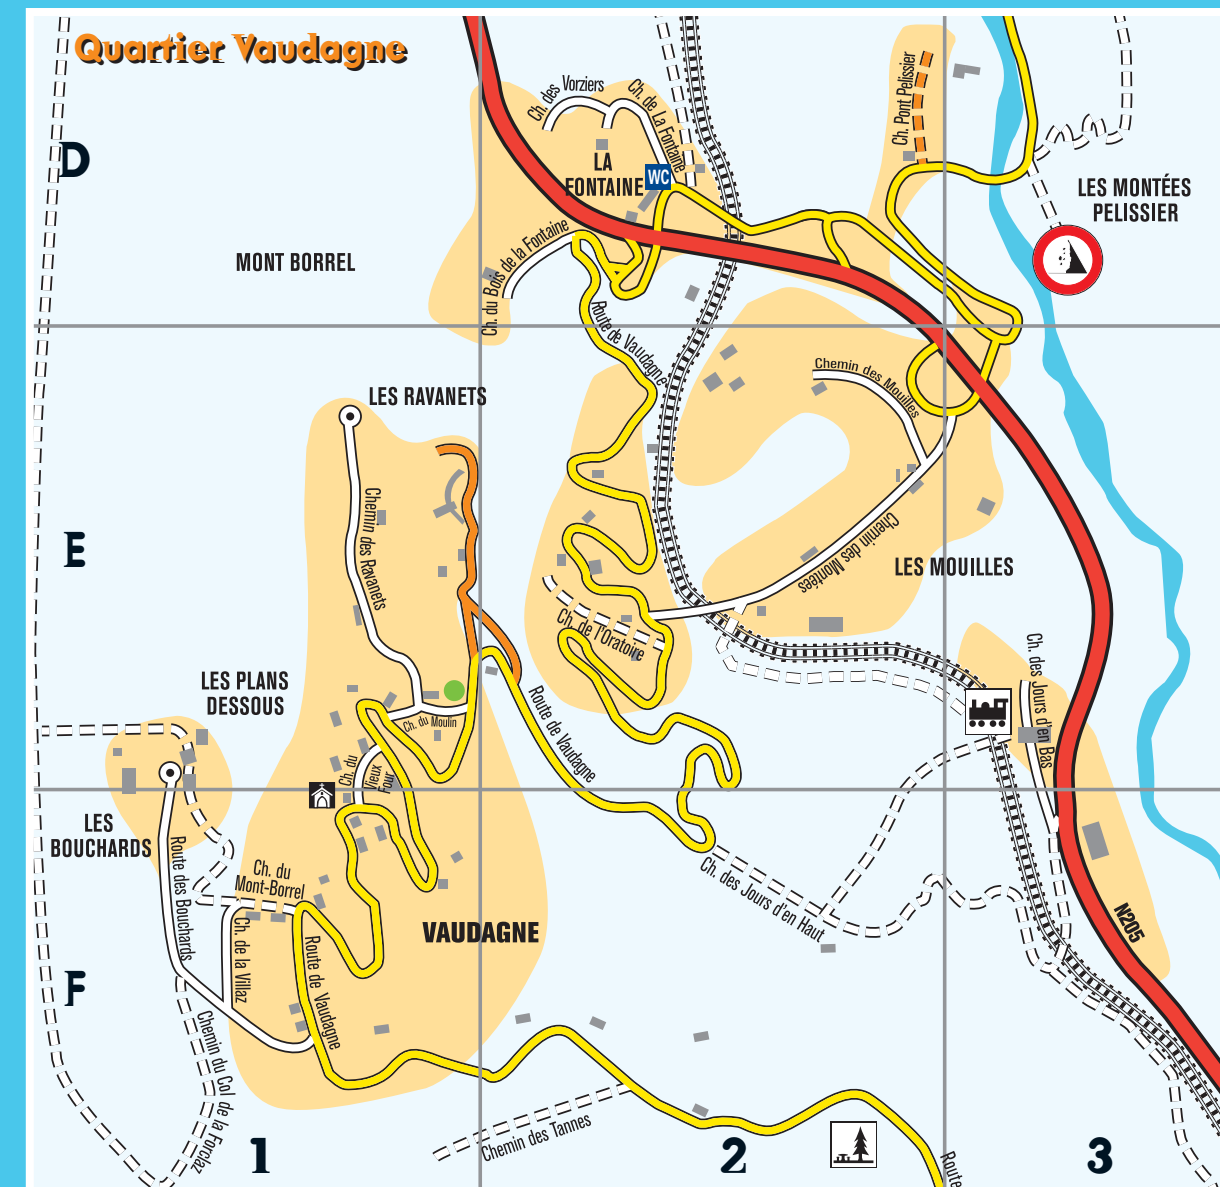 Quartier Vaudagne
Ch. des Vorziers
Ch. de La Fontaine
Ch. Pont Pelissier
D
LA
FONTAINE
WC
LES MONTÉES
PELISSIER
MONT BORREL
Ch. du Bois de la Fontaine
Route de Vaudagne
Chemin des Mouilles
LES RAVANETS
Chemin des Ravanets
Chemin des Montées
E
LES MOUILLES
Ch. de l'Oratoire
Ch. des Jours d'en Bas
LES PLANS
DESSOUS
Ch. du Moulin
Route de Vaudagne
Ch. du
Vieux
Four
LES
BOUCHARDS
Route des Bouchards
Ch. du
Mont-Borrel
Ch. des Jours d'en Haut
VAUDAGNE
N205
Ch. de la Villaz
Route de Vaudagne
F
Chemin du Col de la Forclaz
Chemin des Tannes
1
2
3
Route